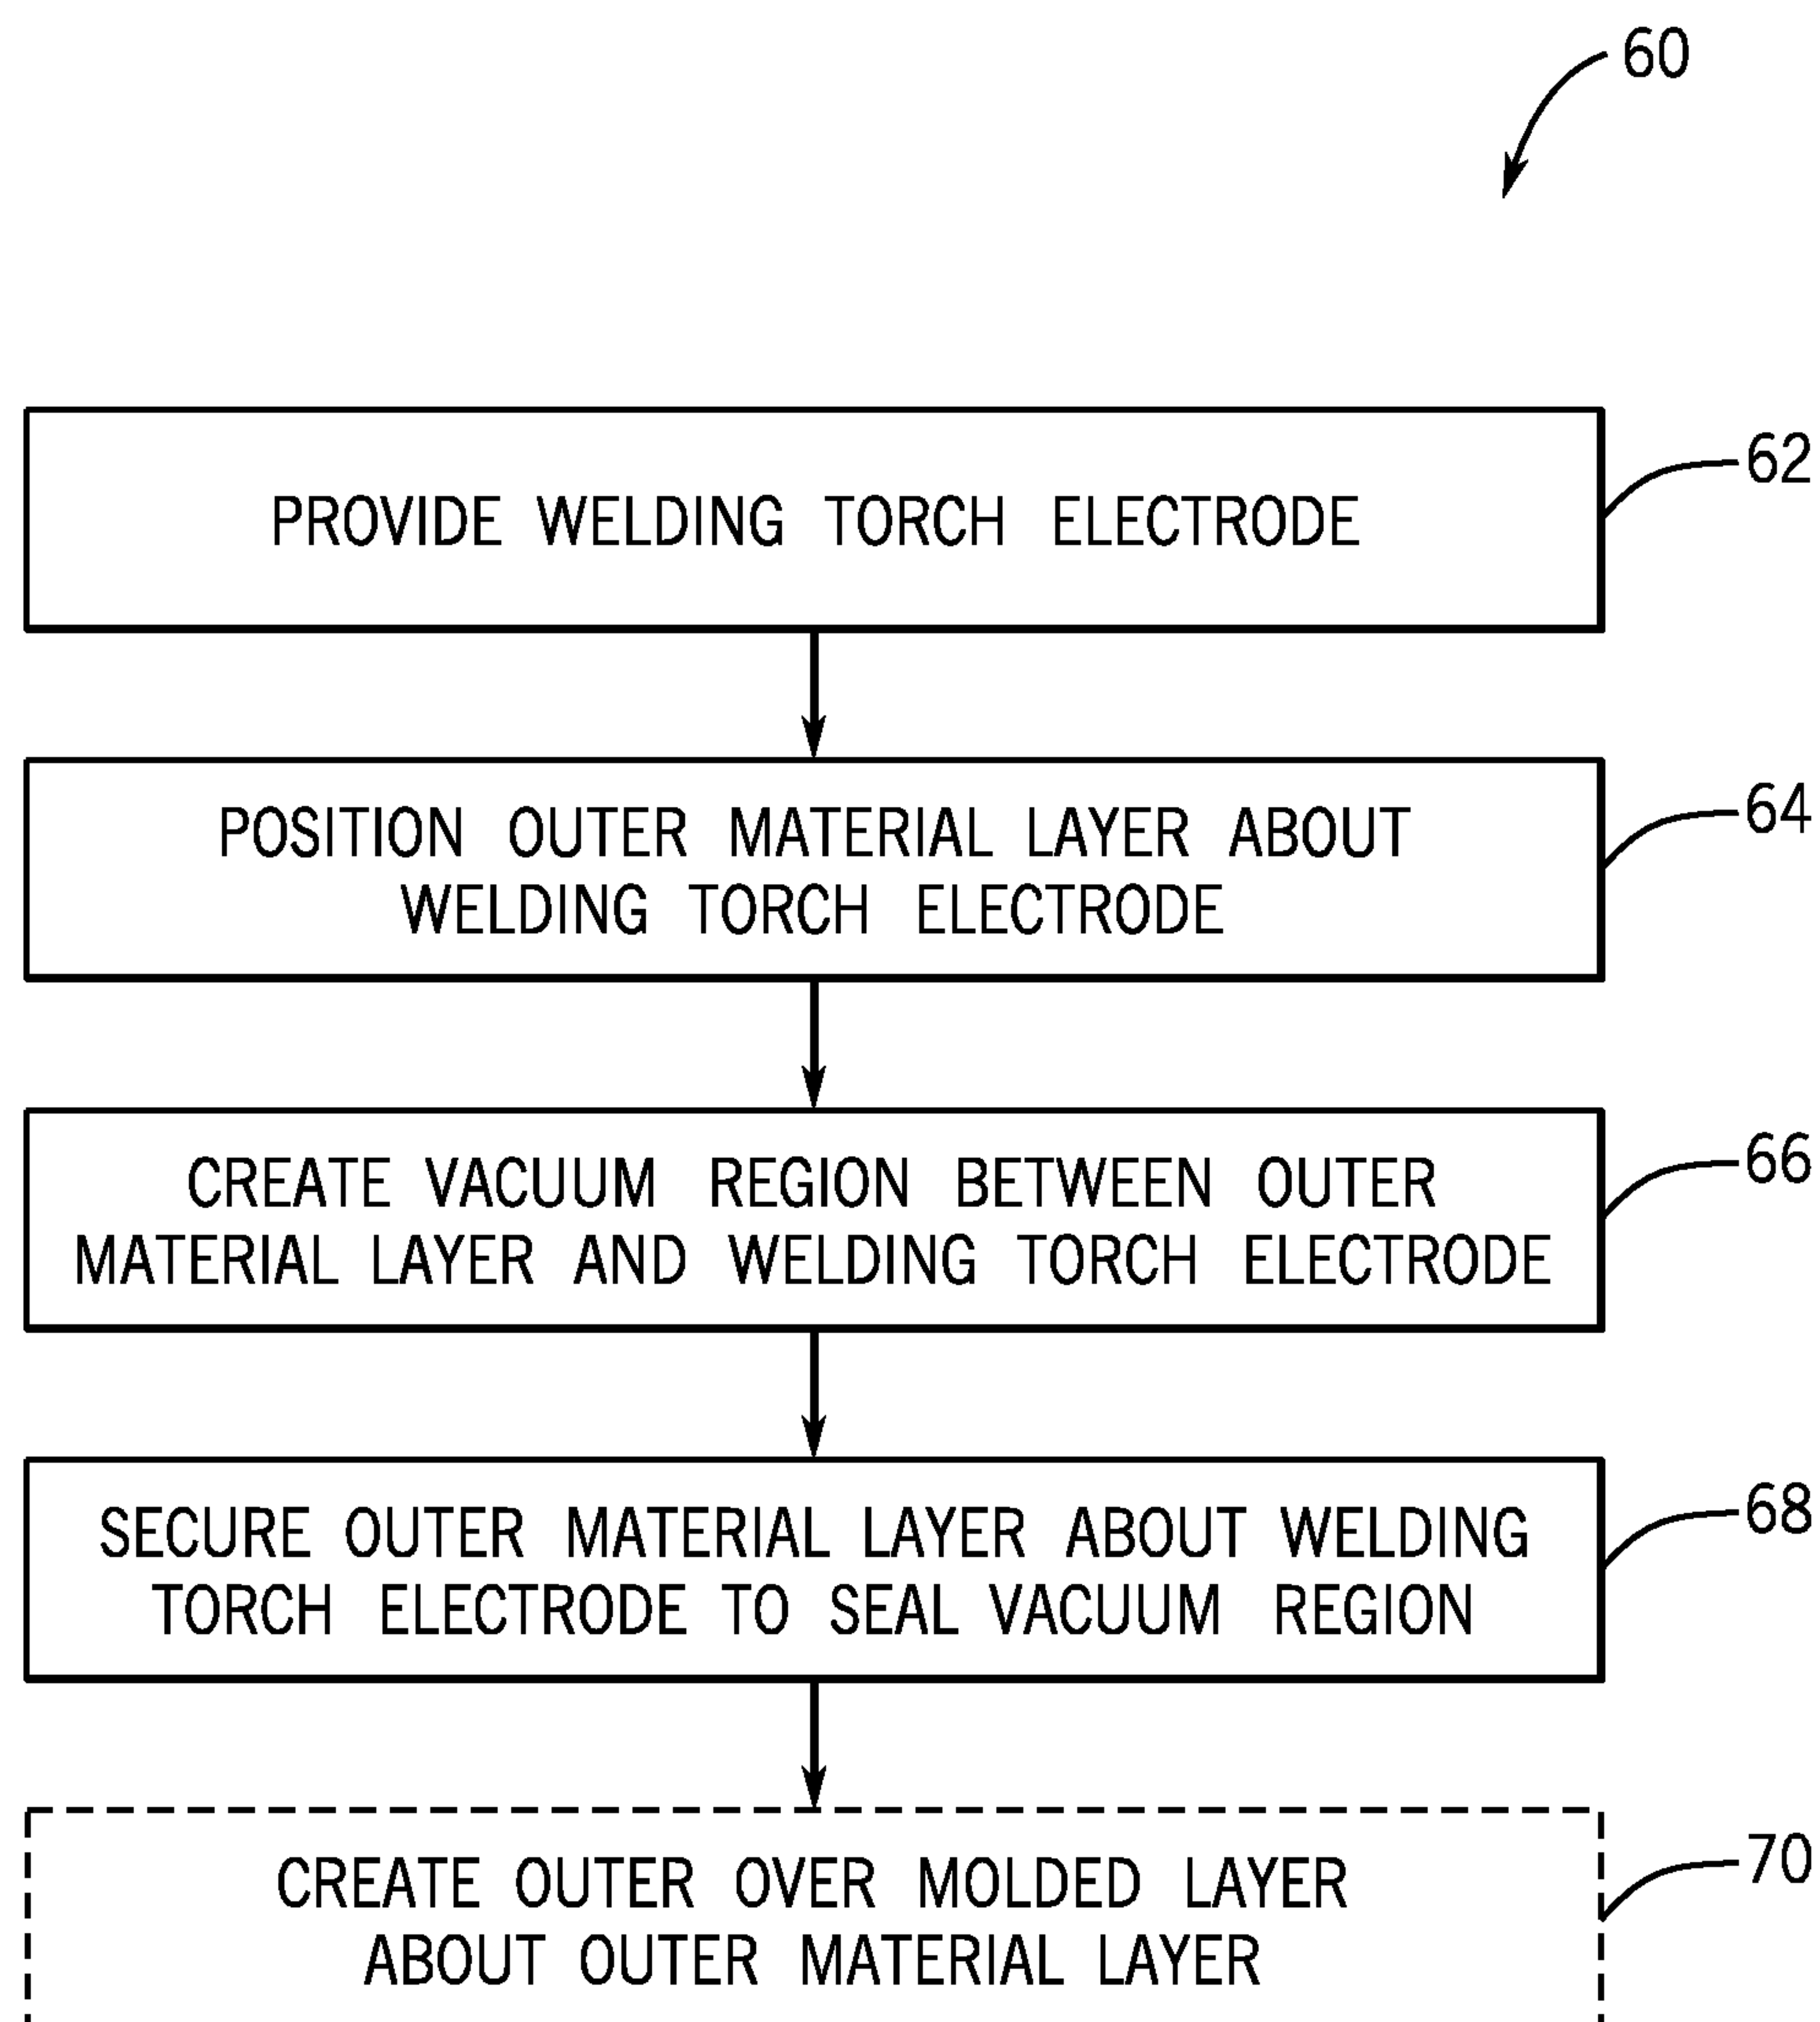 60
PROVIDE WELDING TORCH ELECTRODE
62
POSITION OUTER MATERIAL LAYER ABOUT
WELDING TORCH ELECTRODE
64
CREATE VACUUM REGION BETWEEN OUTER
MATERIAL LAYER AND WELDING TORCH ELECTRODE
66
SECURE OUTER MATERIAL LAYER ABOUT WELDING
TORCH ELECTRODE TO SEAL VACUUM REGION
68
CREATE OUTER OVER MOLDED LAYER
ABOUT OUTER MATERIAL LAYER
70